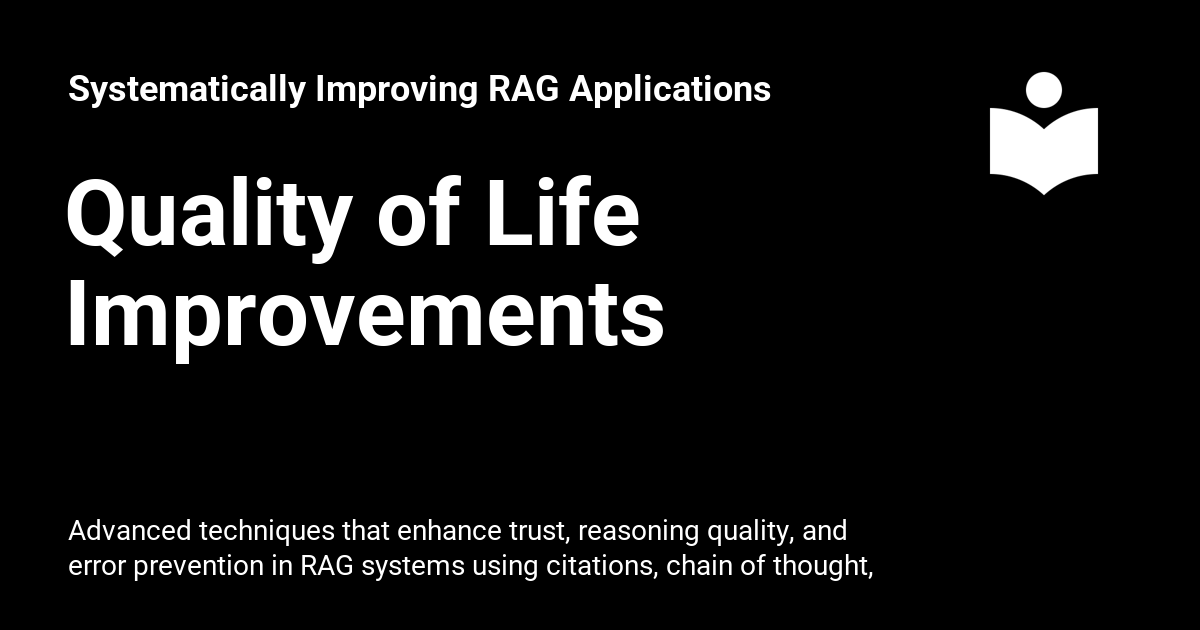 Systematically Improving RAG Applications
Quality of Life
Improvements
Advanced techniques that enhance trust, reasoning quality, and
error prevention in RAG systems using citations, chain of thought,